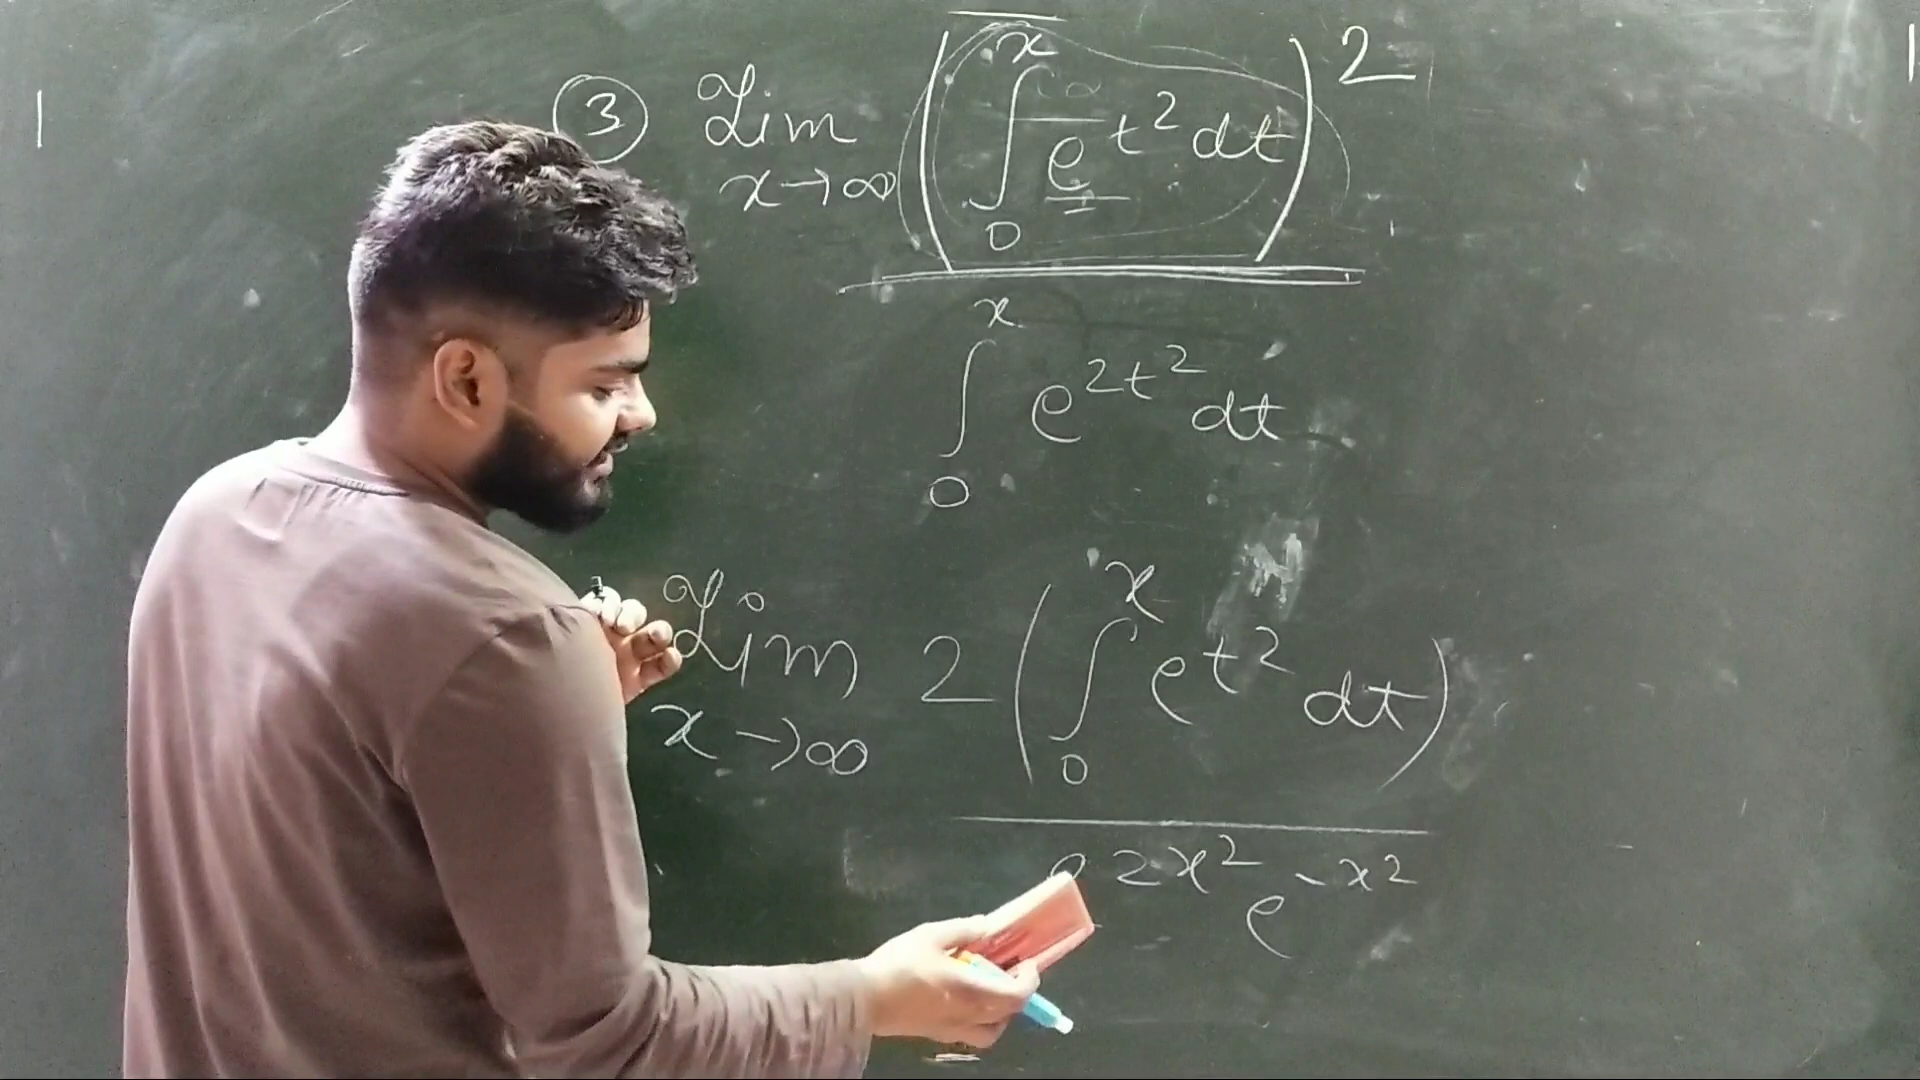 ③ Lim x→∞ (∫₀ˣ e^t² dt)²
∫₀ˣ e^2t² dt
Lim x→∞ 2 (∫₀ˣ e^t² dt)
e^2x² e^-x²